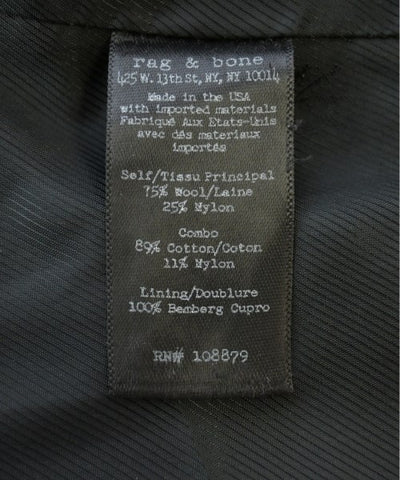 rag & bone
425 W. 13th St, NY, NY 10014
Made in the USA
with imported materials
Fabriqué Aux Etats-Unis
avec dés materiaux
importés
Self/Tissu Principal
75% Wool/Laine
25% Nylon
Combo
89% Cotton/Coton
11% Nylon
Lining/Doublure
100% Bemberg Cupro
RN# 108879